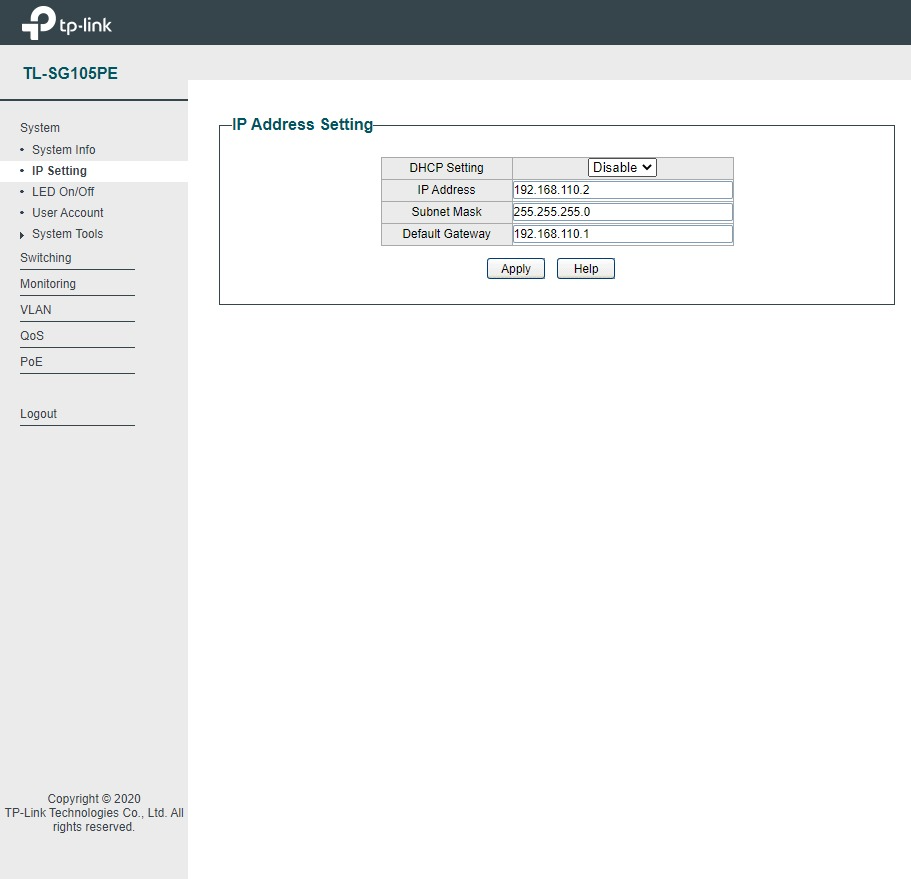 tp-link
TL-SG105PE
System
• System Info
• IP Setting
• LED On/Off
• User Account
System Tools
Switching
Monitoring
VLAN
QoS
PoE
Logout
Copyright © 2020
TP-Link Technologies Co., Ltd. All
rights reserved.
IP Address Setting
DHCP Setting Disable
IP Address 192.168.110.2
Subnet Mask 255.255.255.0
Default Gateway 192.168.110.1
Apply Help